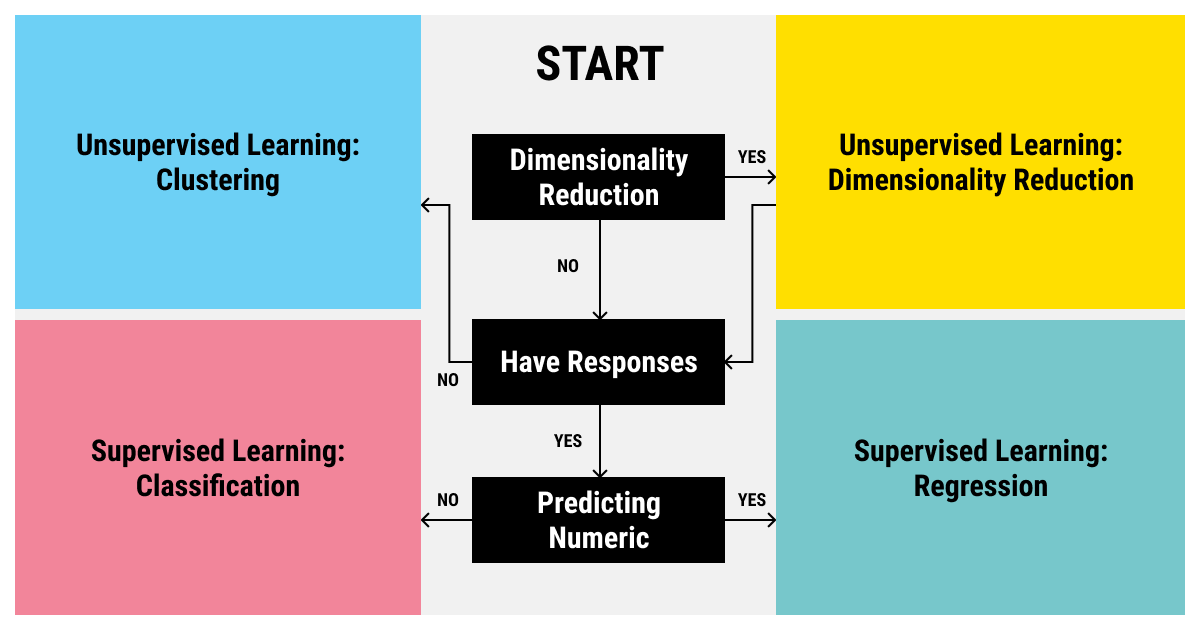 START
Unsupervised Learning:
Clustering
Dimensionality
Reduction
YES
Unsupervised Learning:
Dimensionality Reduction
NO
Have Responses
NO
YES
Supervised Learning:
Classification
NO
Predicting
Numeric
YES
Supervised Learning:
Regression